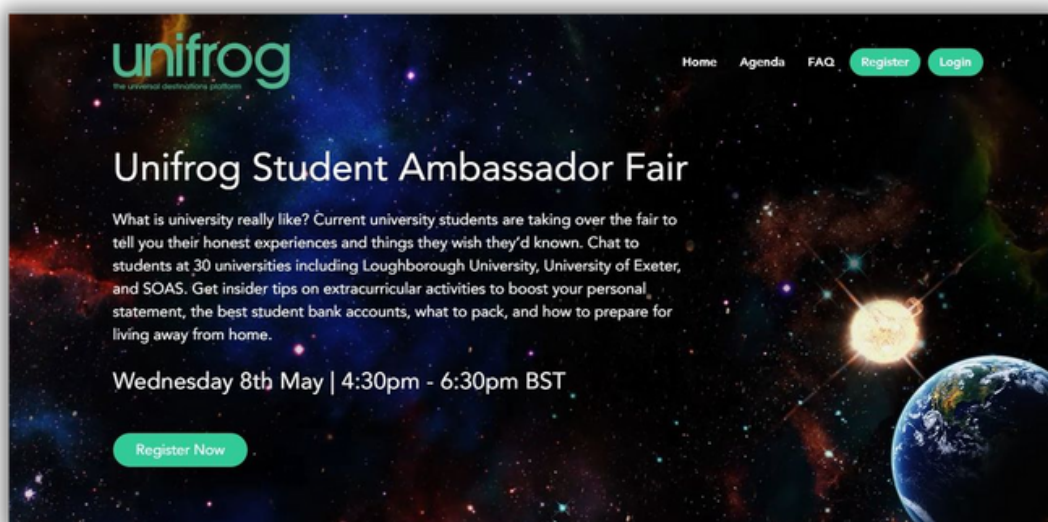 unifrog
the universal destinations platform
Home Agenda FAQ Register Login
Unifrog Student Ambassador Fair
What is university really like? Current university students are taking over the fair to
tell you their honest experiences and things they wish they'd known. Chat to
students at 30 universities including Loughborough University, University of Exeter,
and SOAS. Get insider tips on extracurricular activities to boost your personal
statement, the best student bank accounts, what to pack, and how to prepare for
living away from home.
Wednesday 8th May | 4:30pm - 6:30pm BST
Register Now